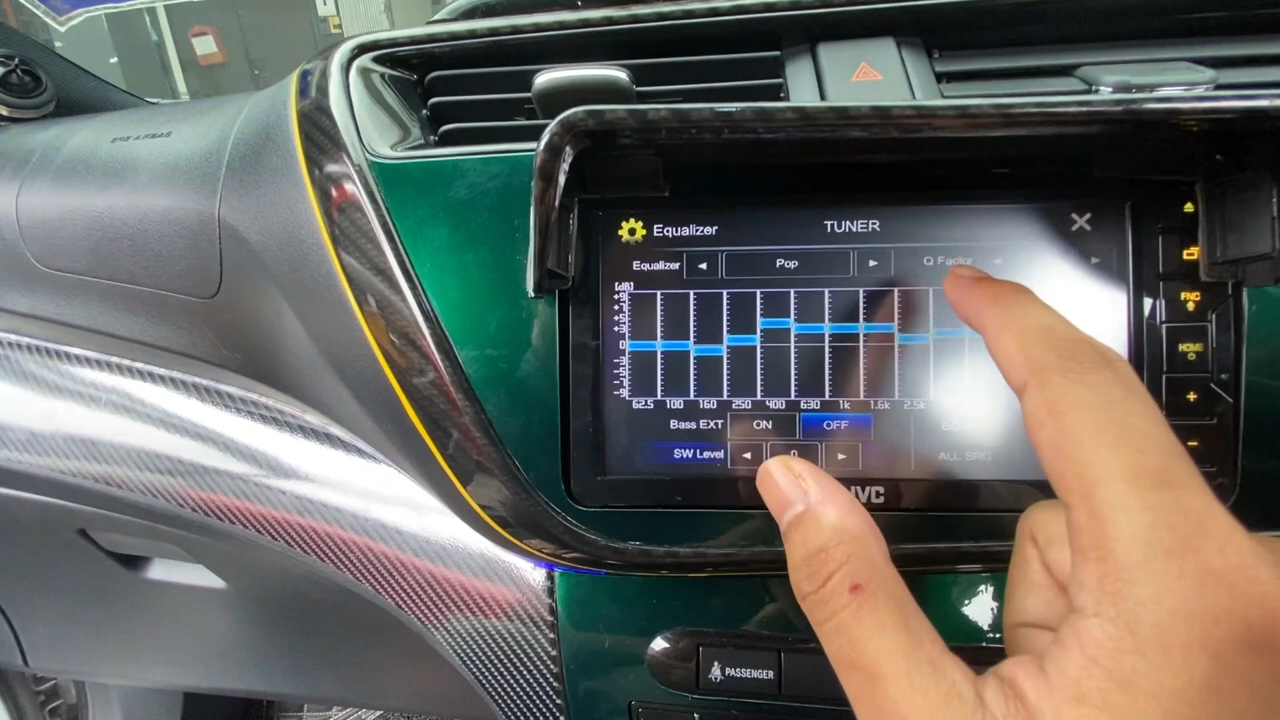 SRS AIRBAG
Equalizer
TUNER
Equalizer
Pop
Q Factor
[dB]
+9
+7
+5
+3
0
-3
-5
-7
-9
62.5 100 160 250 400 630 1k 1.6k 2.5k
Bass EXT
ON
OFF
SW Level
0
ALL SRC
JVC
FNC
HOME
+
-
PASSENGER